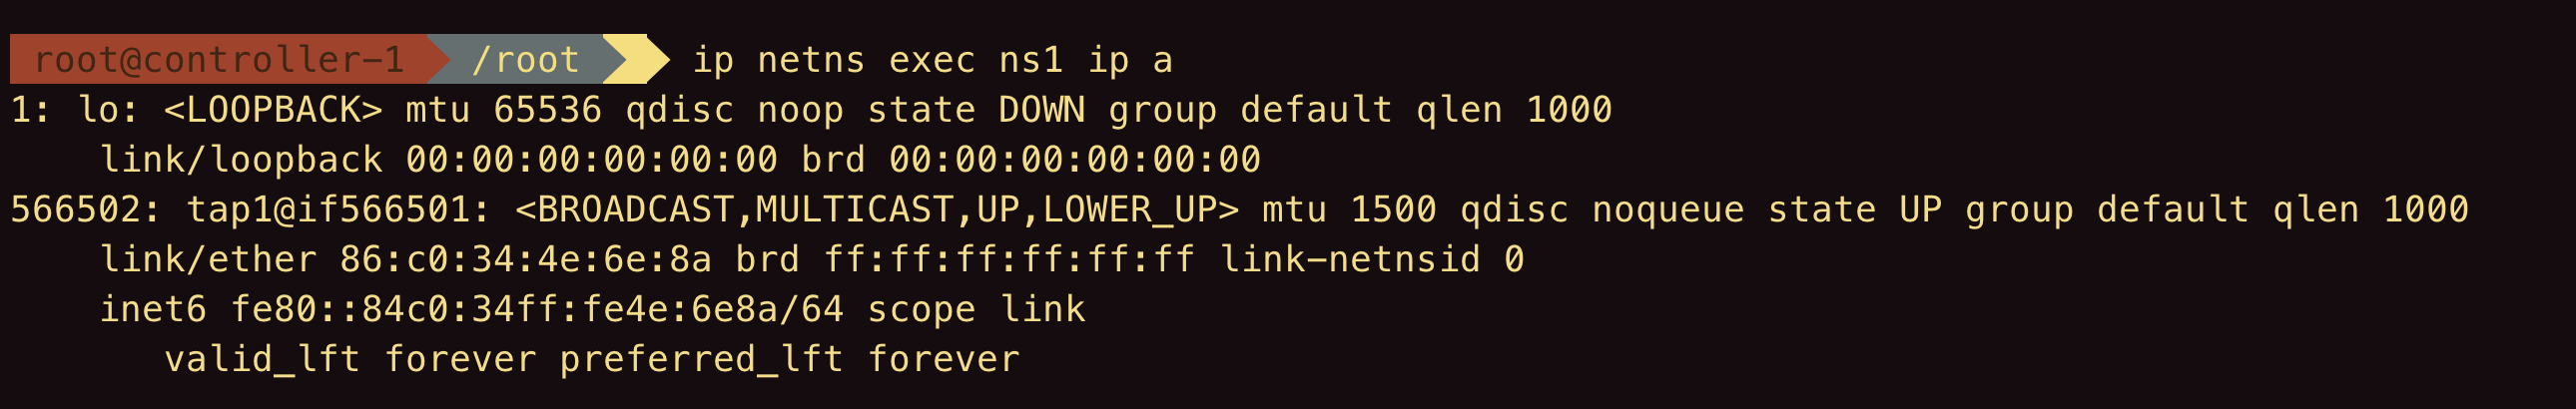 root@controller-1 /root ip netns exec ns1 ip a
1: lo: <LOOPBACK> mtu 65536 qdisc noop state DOWN group default qlen 1000
    link/loopback 00:00:00:00:00:00 brd 00:00:00:00:00:00
566502: tap1@if566501: <BROADCAST,MULTICAST,UP,LOWER_UP> mtu 1500 qdisc noqueue state UP group default qlen 1000
    link/ether 86:c0:34:4e:6e:8a brd ff:ff:ff:ff:ff:ff link-netnsid 0
    inet6 fe80::84c0:34ff:fe4e:6e8a/64 scope link
       valid_lft forever preferred_lft forever